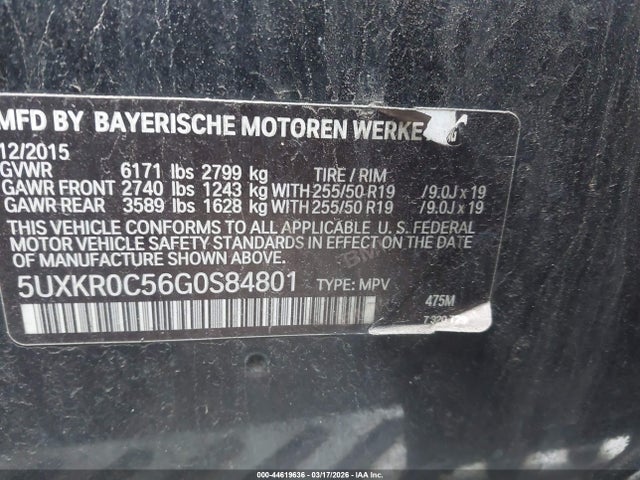 MFD BY BAYERISCHE MOTOREN WERKE AG
12/2015
GVWR 6171 lbs 2799 kg TIRE / RIM
GAWR FRONT 2740 lbs 1243 kg WITH 255/50 R19 /9.0J x 19
GAWR REAR 3589 lbs 1628 kg WITH 255/50 R19 /9.0J x 19
THIS VEHICLE CONFORMS TO ALL APPLICABLE U. S. FEDERAL
MOTOR VEHICLE SAFETY STANDARDS IN EFFECT ON THE DATE
OF MANUFACTURE SHOWN ABOVE.
5UXKR0C56G0S84801 TYPE: MPV
475M
000-44619636 - 03/17/2026 - IAA Corp.